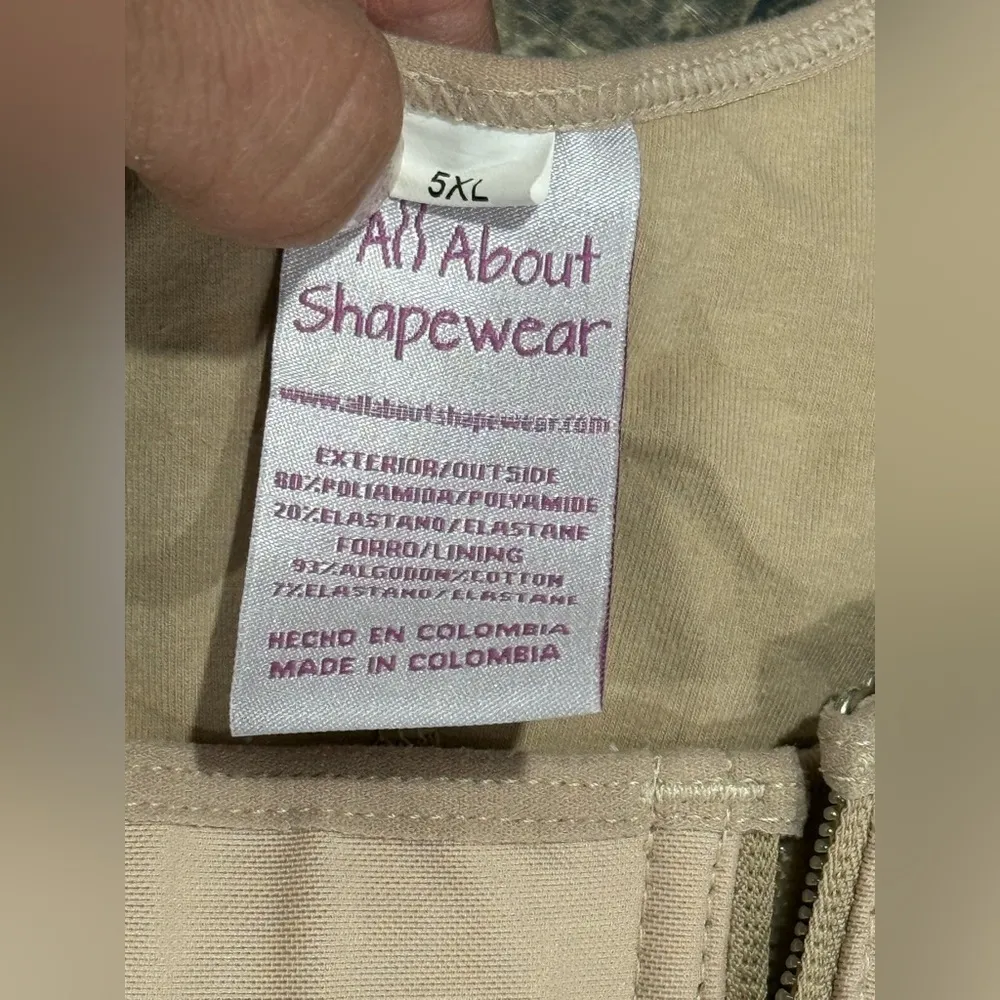 5XL
All About
Shapewear
www.allaboutshapewear.com
EXTERIOR/OUTSIDE
80%POLIAMIDA/POLYAMIDE
20%ELASTANO/ELASTANE
FORRO/LINING
93%ALGODON%COTTON
7%ELASTANO/ELASTANE
HECHO EN COLOMBIA
MADE IN COLOMBIA